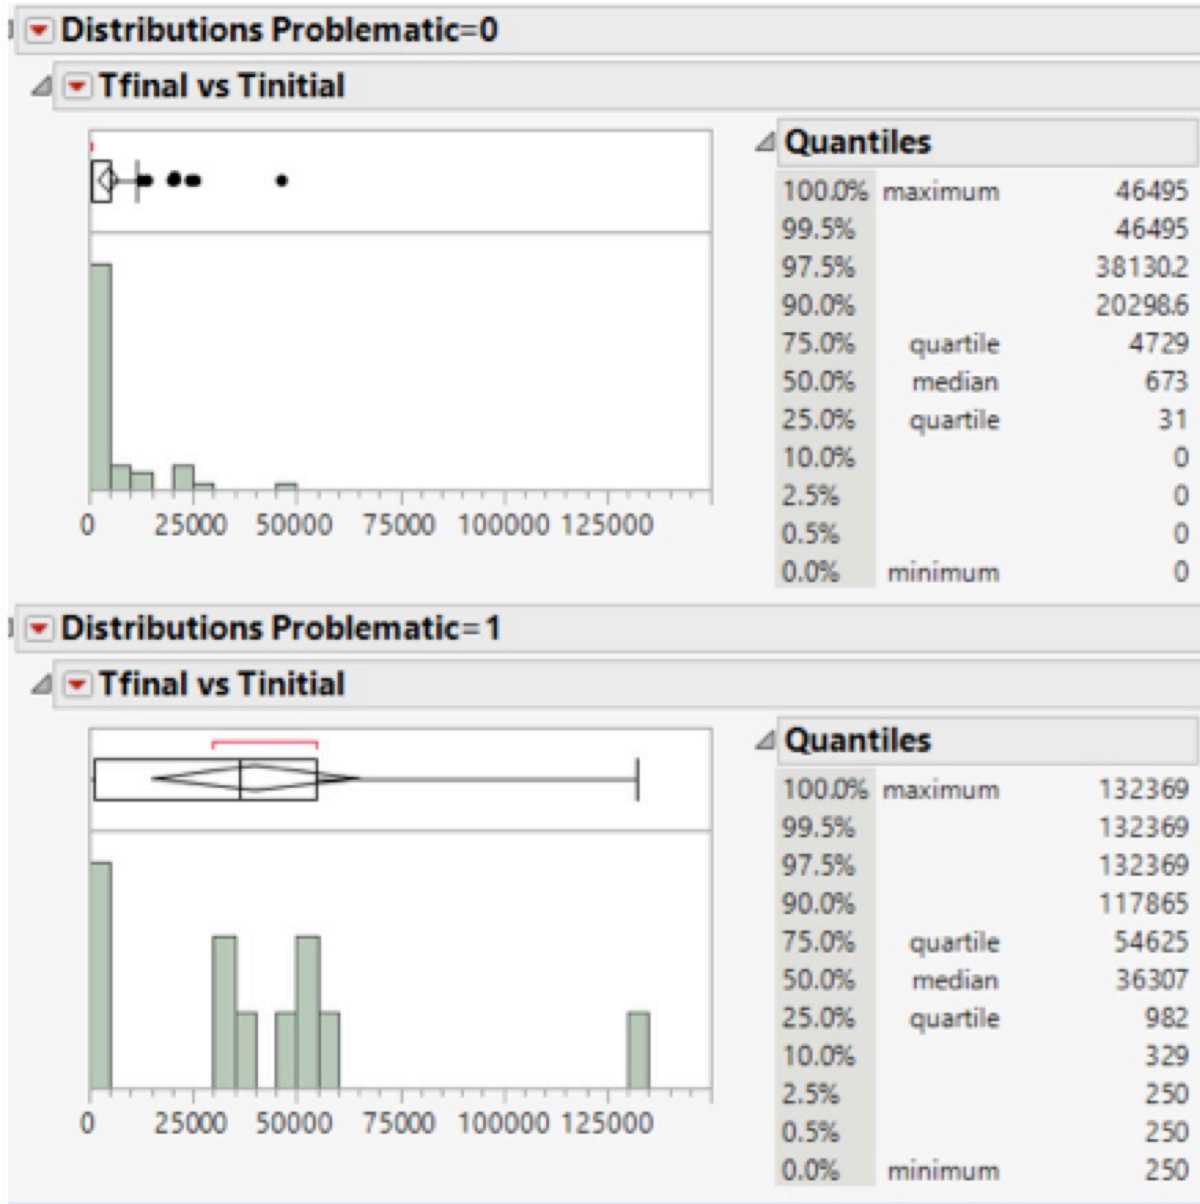 Distributions Problematic=0
Tfinal vs Tinitial
Quantiles
100.0% maximum 46495
99.5% 46495
97.5% 38130.2
90.0% 20298.6
75.0% quartile 4729
50.0% median 673
25.0% quartile 31
10.0% 0
2.5% 0
0.5% 0
0.0% minimum 0
0 25000 50000 75000 100000 125000
Distributions Problematic=1
Tfinal vs Tinitial
Quantiles
100.0% maximum 132369
99.5% 132369
97.5% 132369
90.0% 117865
75.0% quartile 54625
50.0% median 36307
25.0% quartile 982
10.0% 329
2.5% 250
0.5% 250
0.0% minimum 250
0 25000 50000 75000 100000 125000